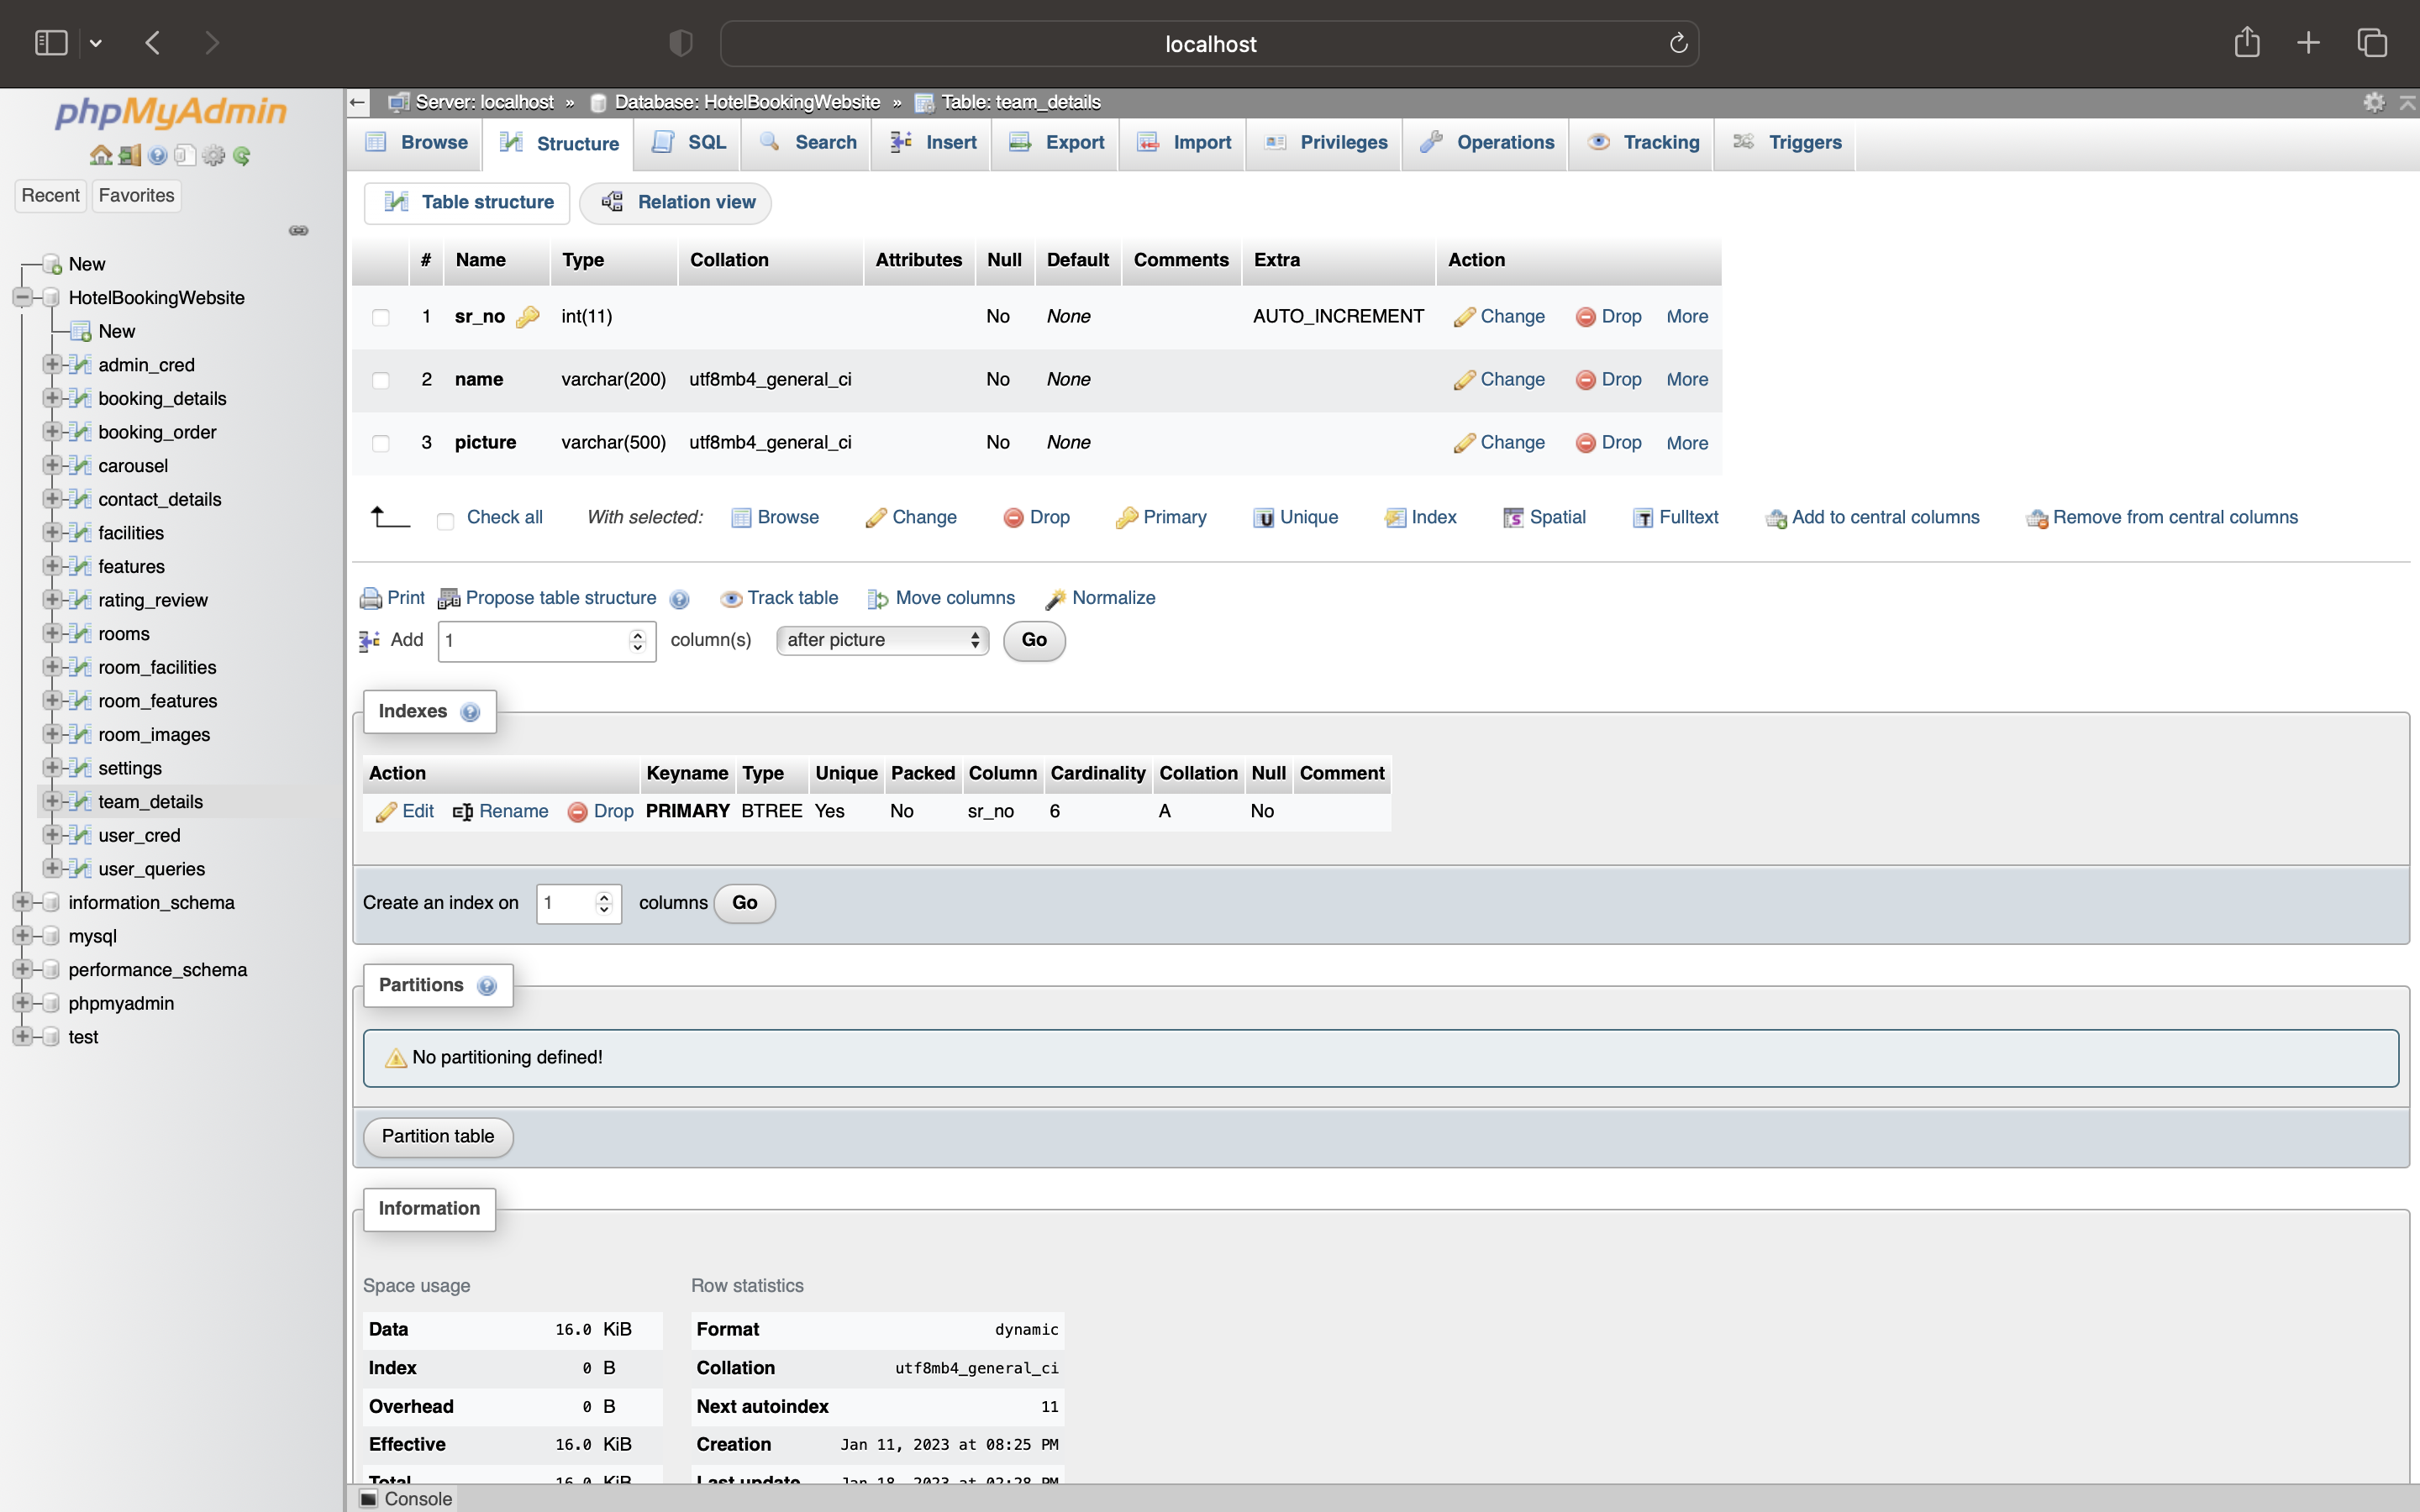 localhost
phpMyAdmin
Recent Favorites
New
HotelBookingWebsite
New
admin_cred
booking_details
booking_order
carousel
contact_details
facilities
features
rating_review
rooms
room_facilities
room_features
room_images
settings
team_details
user_cred
user_queries
information_schema
mysql
performance_schema
phpmyadmin
test
Server: localhost » Database: HotelBookingWebsite » Table: team_details
Browse Structure SQL Search Insert Export Import Privileges Operations Tracking Triggers
Table structure Relation view
# Name Type Collation Attributes Null Default Comments Extra Action
1 sr_no int(11) No None AUTO_INCREMENT Change Drop More
2 name varchar(200) utf8mb4_general_ci No None Change Drop More
3 picture varchar(500) utf8mb4_general_ci No None Change Drop More
Check all With selected: Browse Change Drop Primary Unique Index Spatial Fulltext Add to central columns Remove from central columns
Print Propose table structure Track table Move columns Normalize
Add 1 column(s) after picture Go
Indexes
Action Keyname Type Unique Packed Column Cardinality Collation Null Comment
Edit Rename Drop PRIMARY BTREE Yes No sr_no 6 A No
Create an index on 1 columns Go
Partitions
No partitioning defined!
Partition table
Information
Space usage Row statistics
Data 16.0 KiB Format dynamic
Index 0 B Collation utf8mb4_general_ci
Overhead 0 B Next autoindex 11
Effective 16.0 KiB Creation Jan 11, 2023 at 08:25 PM
Total 16.0 KiB Last update Jan 18, 2023 at 02:28 PM
Console